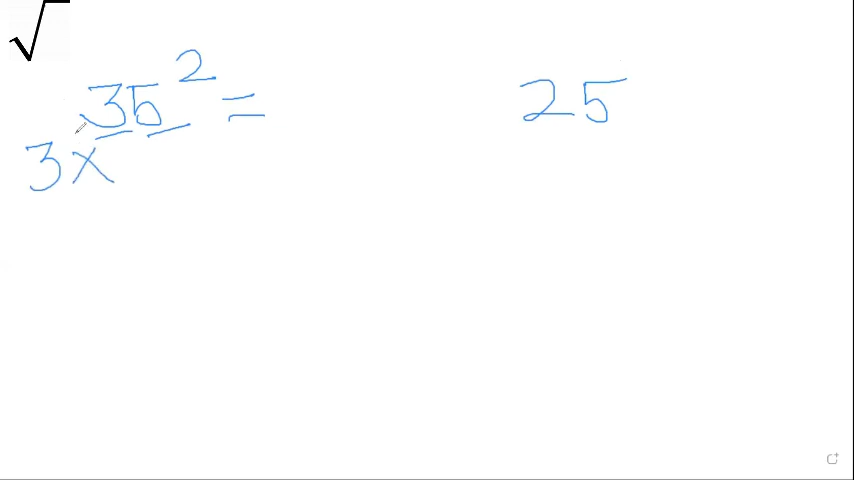 √
35² = 25
3x